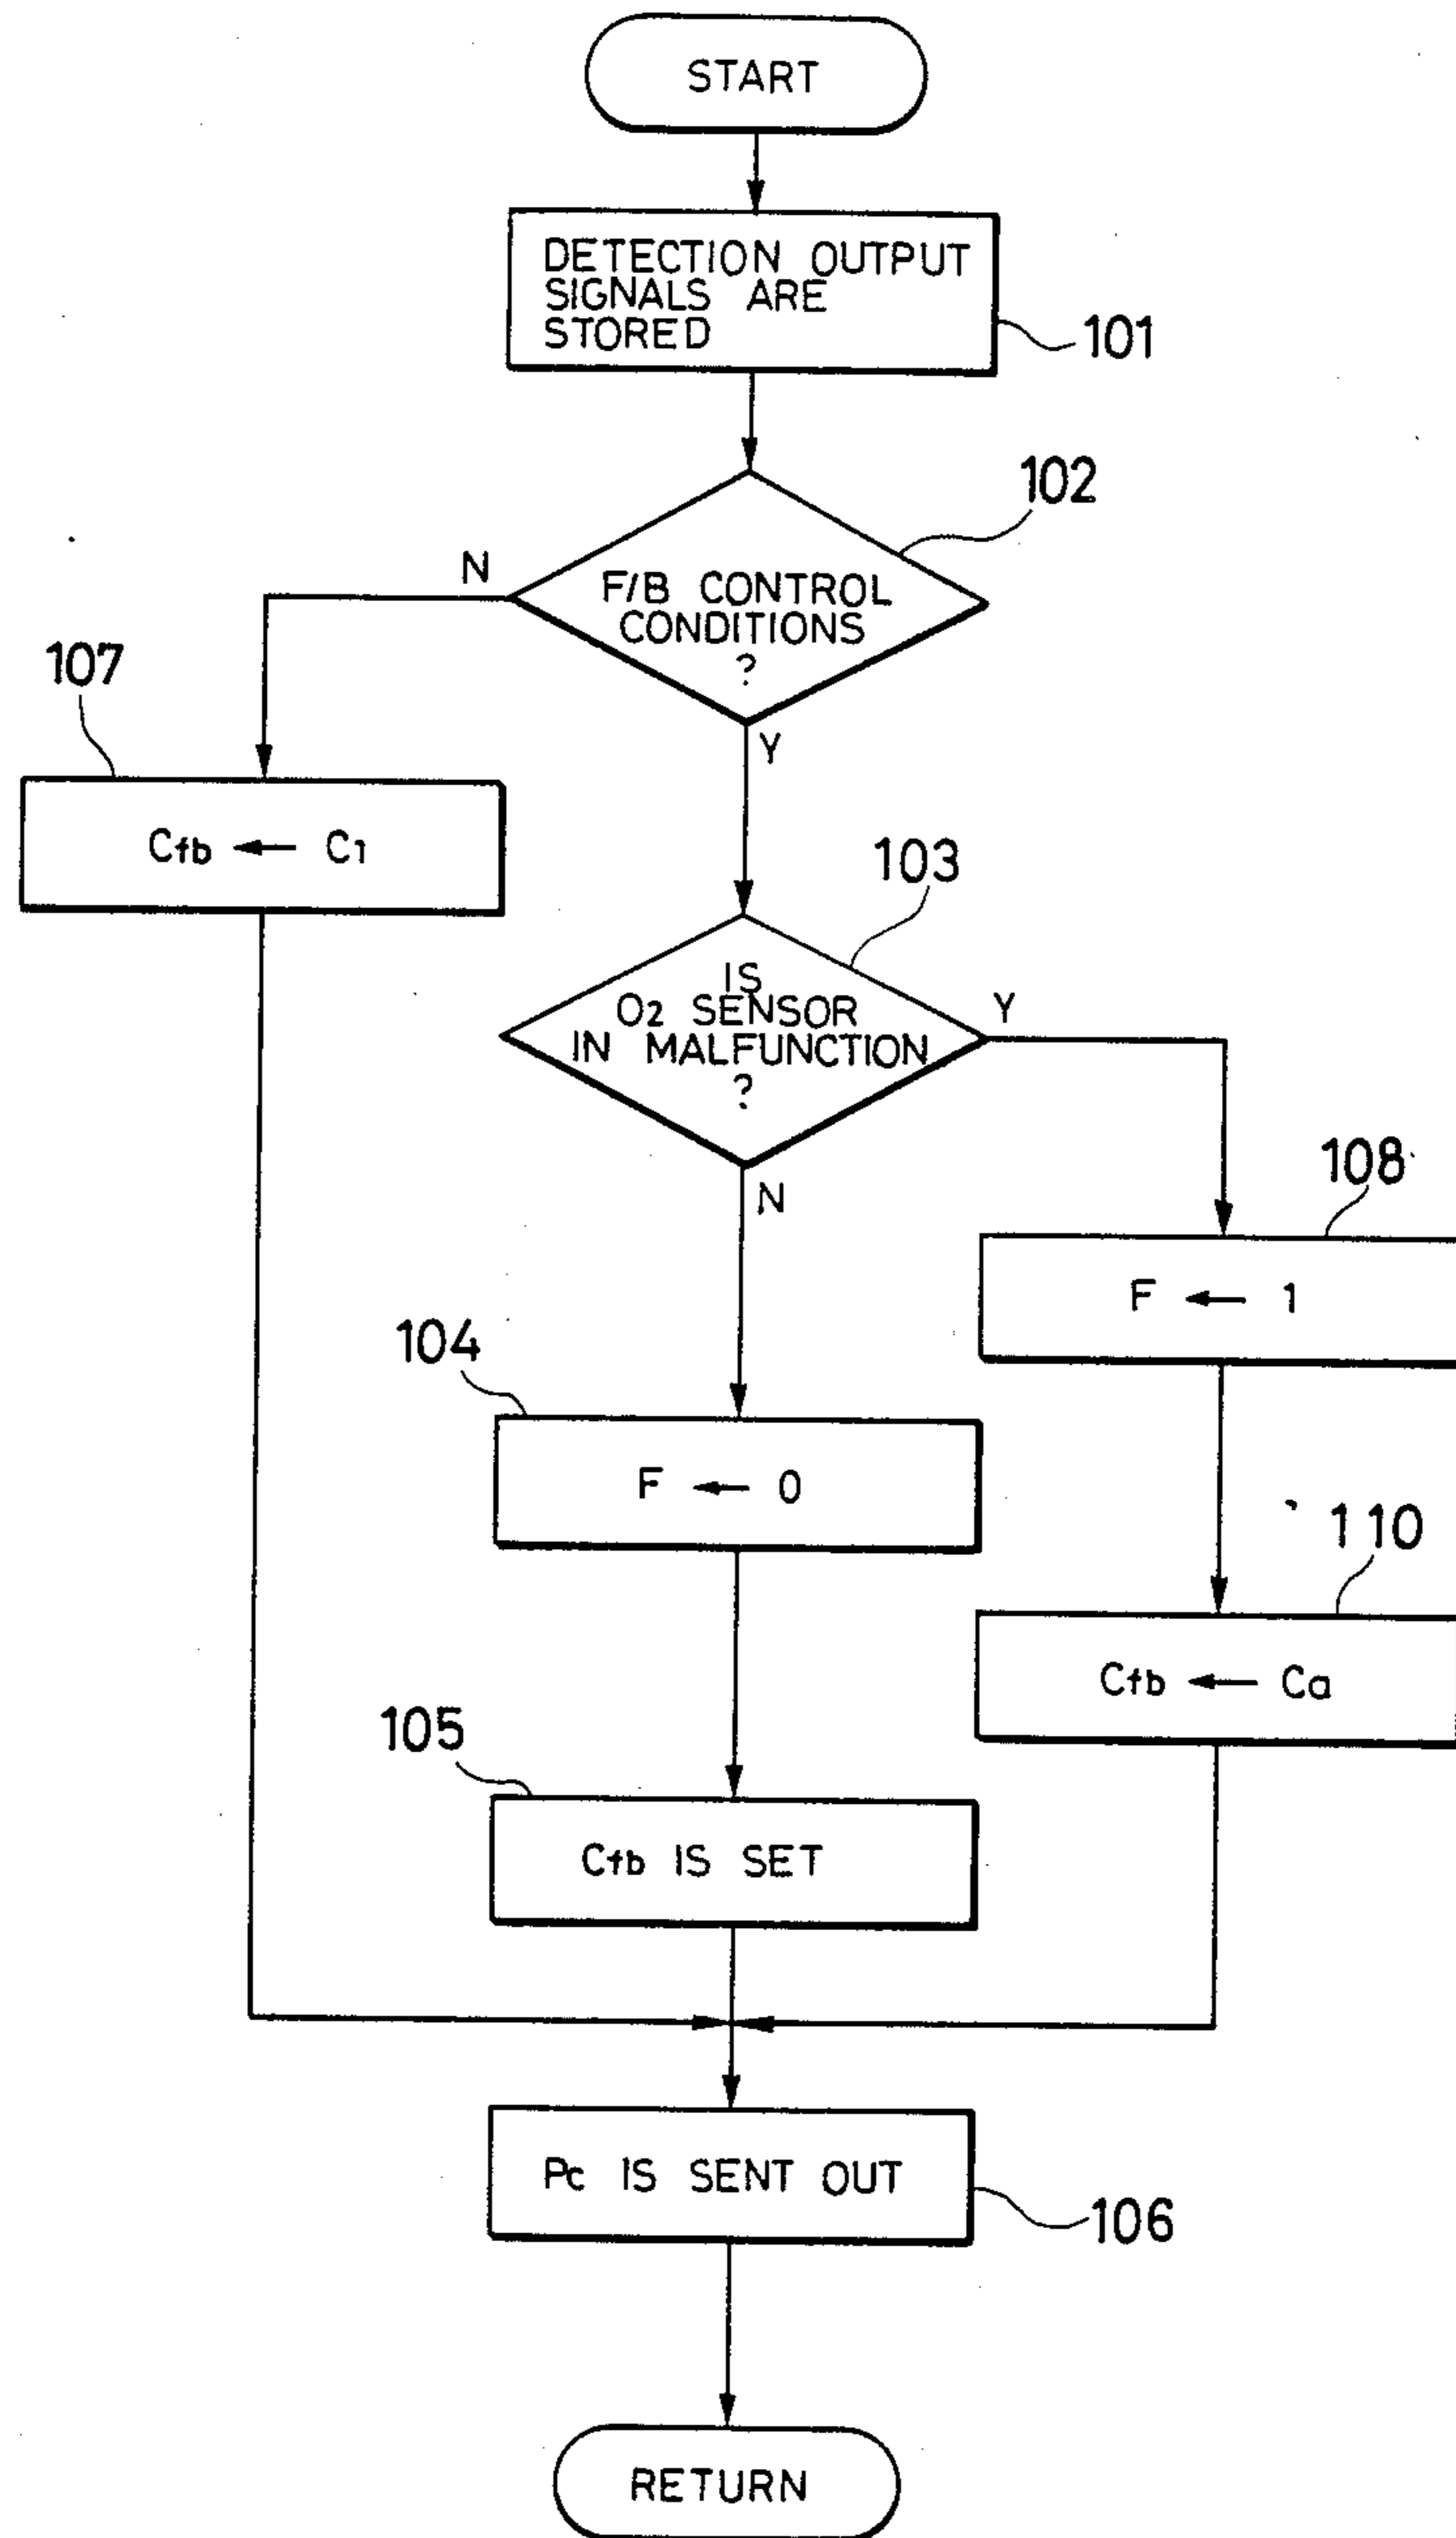 START
DETECTION OUTPUT
SIGNALS ARE
STORED
101
102
N
F/B CONTROL
CONDITIONS
?
107
Y
Cfb ← C1
103
IS
O2 SENSOR
IN MALFUNCTION
?
Y
N
108
F ← 1
104
F ← 0
110
Cfb ← Ca
105
Cfb IS SET
Pc IS SENT OUT
106
RETURN